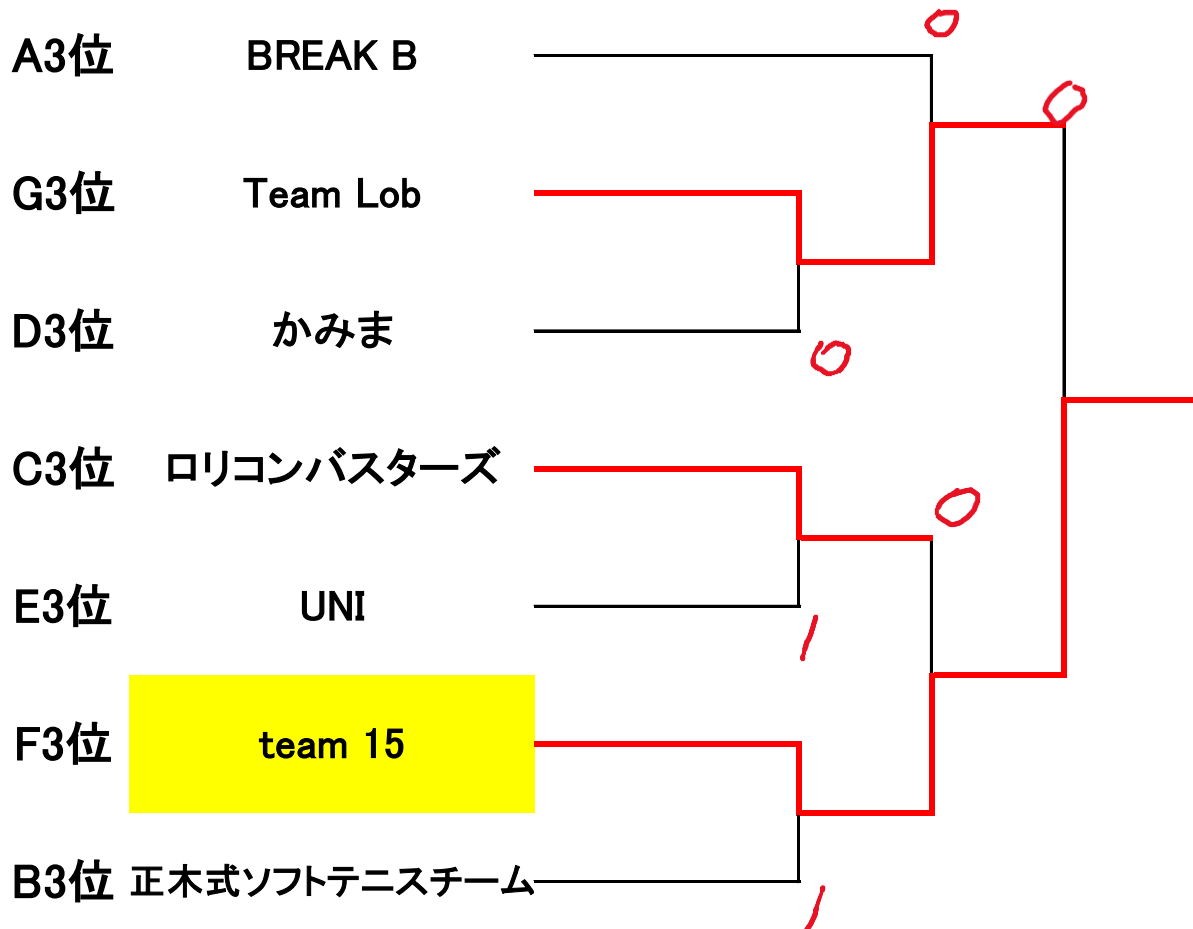 0
A3位 BREAK B
0
G3位 Team Lob
D3位 かみま
0
C3位 ロリコンバスターズ
0
E3位 UNI
1
F3位 team 15
B3位 正木式ソフトテニスチーム
1